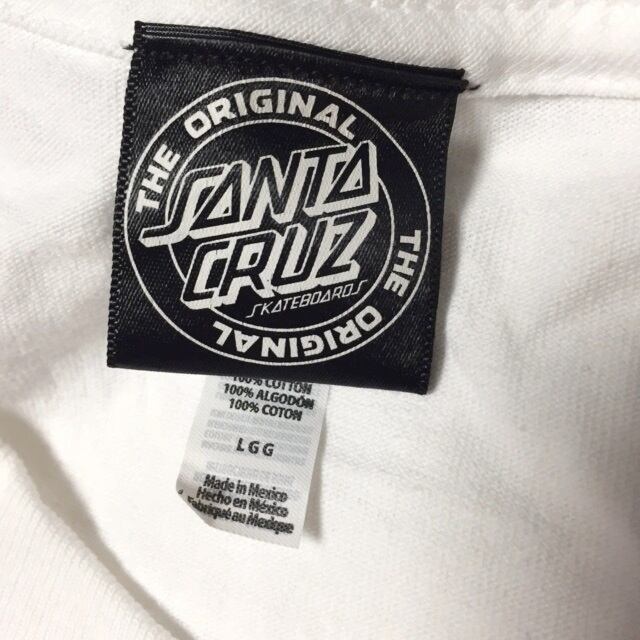 THE ORIGINAL
SANTA
CRUZ
SKATEBOARDS
THE ORIGINAL
100% COTTON
100% ALGODÓN
100% COTON
L G G
Made in Mexico
Hecho en México
Fabriqué au Mexique